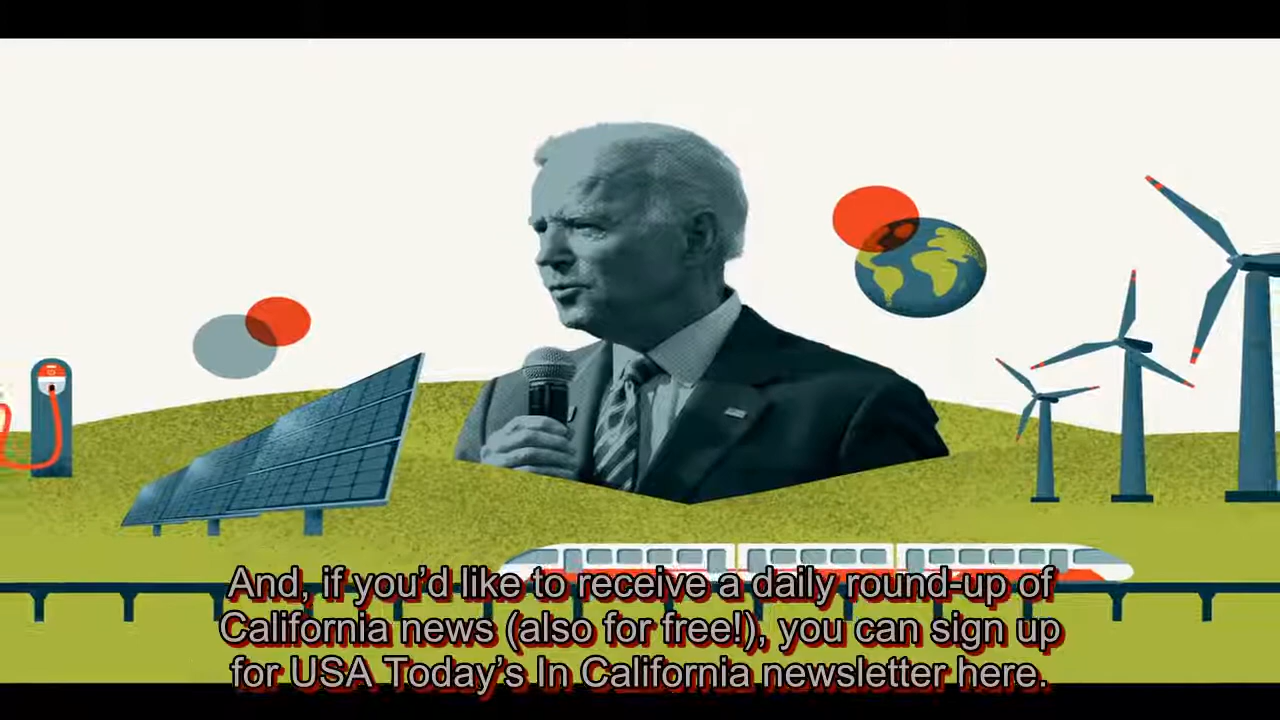 And, if you’d like to receive a daily round-up of
California news (also for free!), you can sign up
for USA Today’s In California newsletter here.